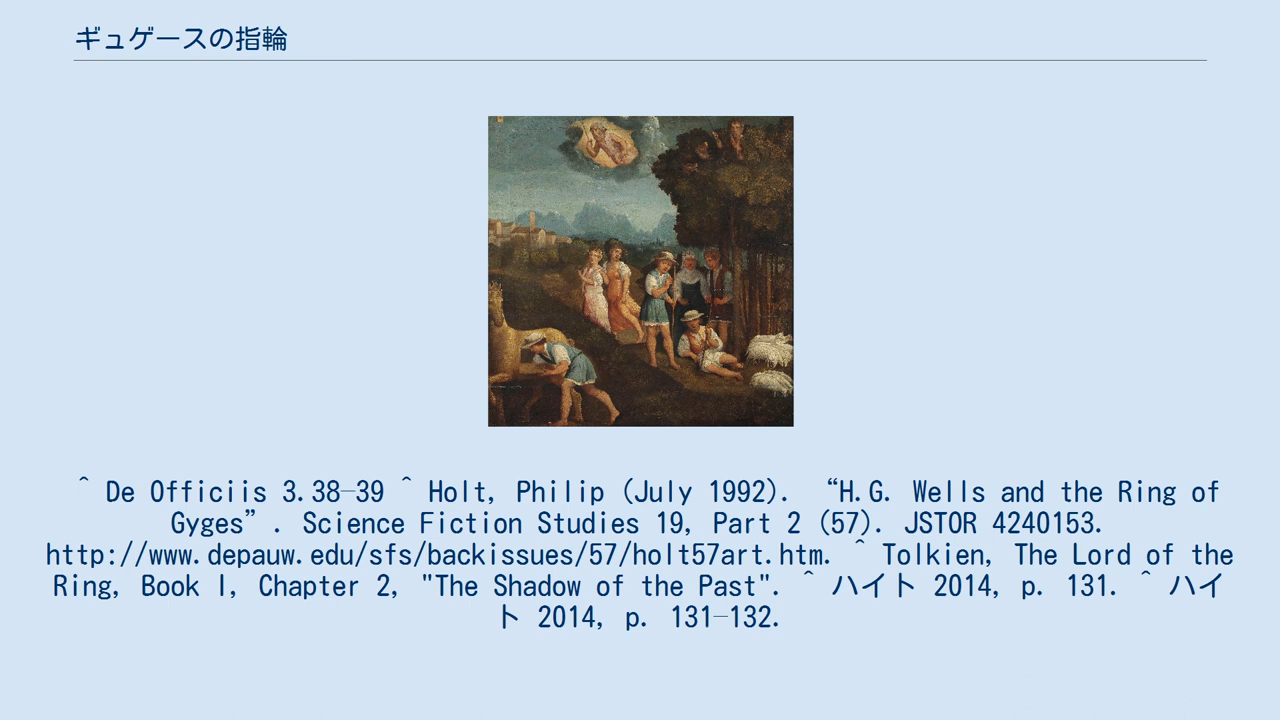 ギュゲースの指輪
^ De Officiis 3.38–39 ^ Holt, Philip (July 1992). “H.G. Wells and the Ring of
Gyges”. Science Fiction Studies 19, Part 2 (57). JSTOR 4240153.
http://www.depauw.edu/sfs/backissues/57/holt57art.htm. ^ Tolkien, The Lord of the
Ring, Book I, Chapter 2, "The Shadow of the Past". ^ ハイト 2014, p. 131. ^ ハイ
ト 2014, p. 131–132.